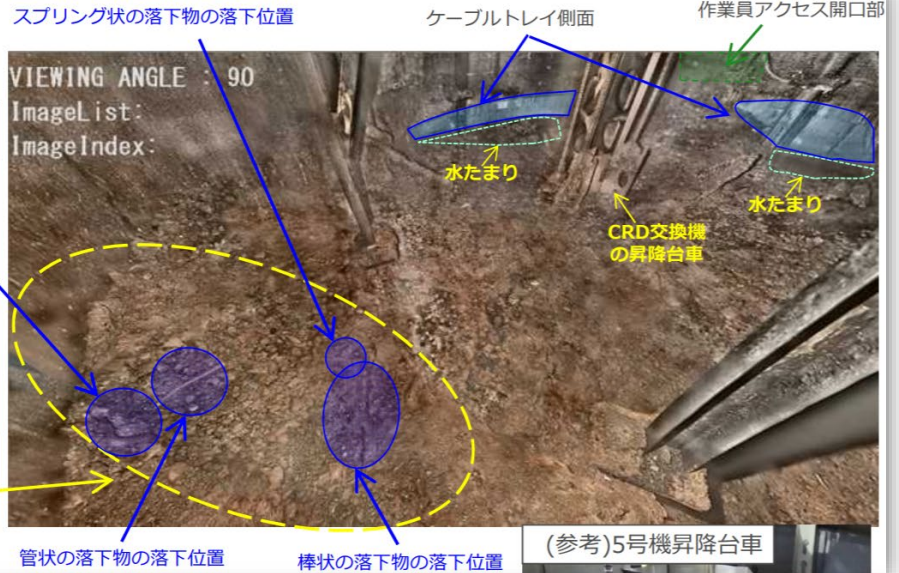 スプリング状の落下物の落下位置
ケーブルトレイ側面
作業員アクセス開口部
VIEWING ANGLE : 90
ImageList:
ImageIndex:
水たまり
水たまり
CRD交換機
の昇降台車
管状の落下物の落下位置
棒状の落下物の落下位置
(参考)5号機昇降台車